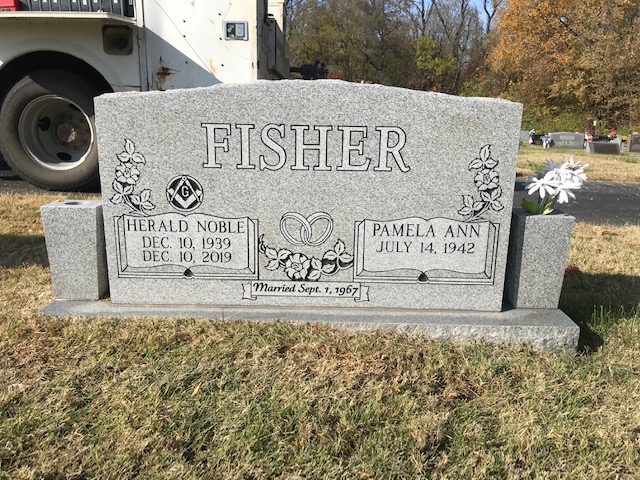 FISHER
G
HERALD NOBLE
DEC. 10, 1939
DEC. 10, 2019
PAMELA ANN
JULY 14, 1942
Married Sept. 1, 1967